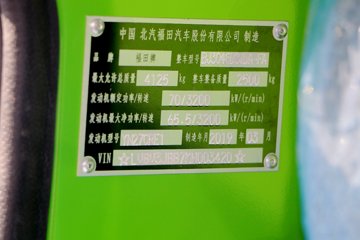 中国 北汽福田汽车股份有限公司 制造
品牌 福田牌 整车型号
最大允许总质量 4125 kg 整车整备质量 2500 kg
发动机额定功率/转速 70/3200 kW/(r/min)
发动机最大净功率/转速 65.5/3200 kW/(r/min)
发动机型号 制造年月 2019 年 03 月
VIN